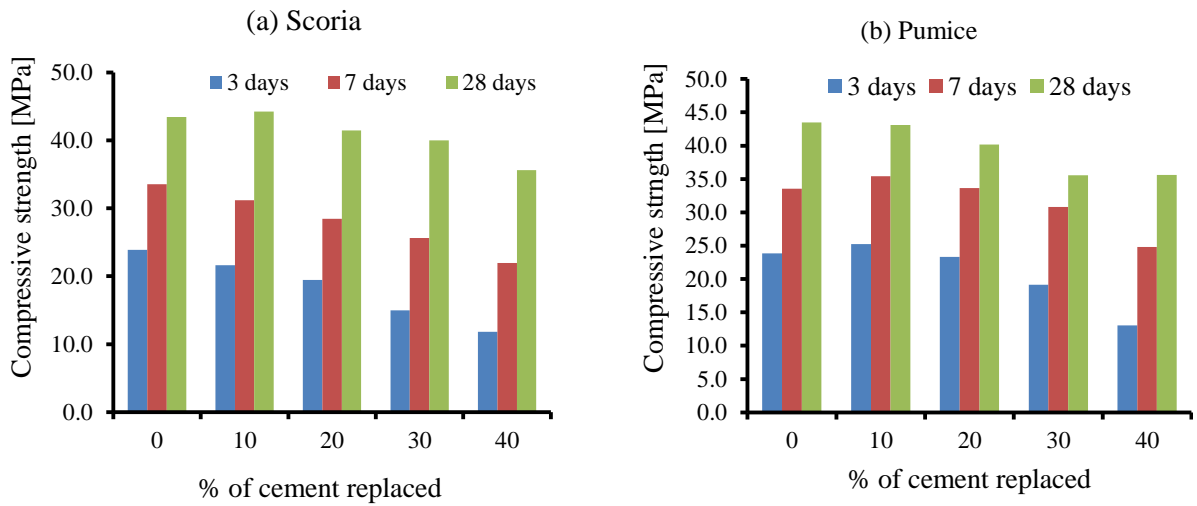 (a) Scoria
Compressive strength [MPa]
50.0
40.0
30.0
20.0
10.0
0.0
3 days 7 days 28 days
0 10 20 30 40
% of cement replaced
(b) Pumice
Compressive strngth [MPa]
50.0
45.0
40.0
35.0
30.0
25.0
20.0
15.0
10.0
5.0
0.0
3 days 7 days 28 days
0 10 20 30 40
% of cement replaced